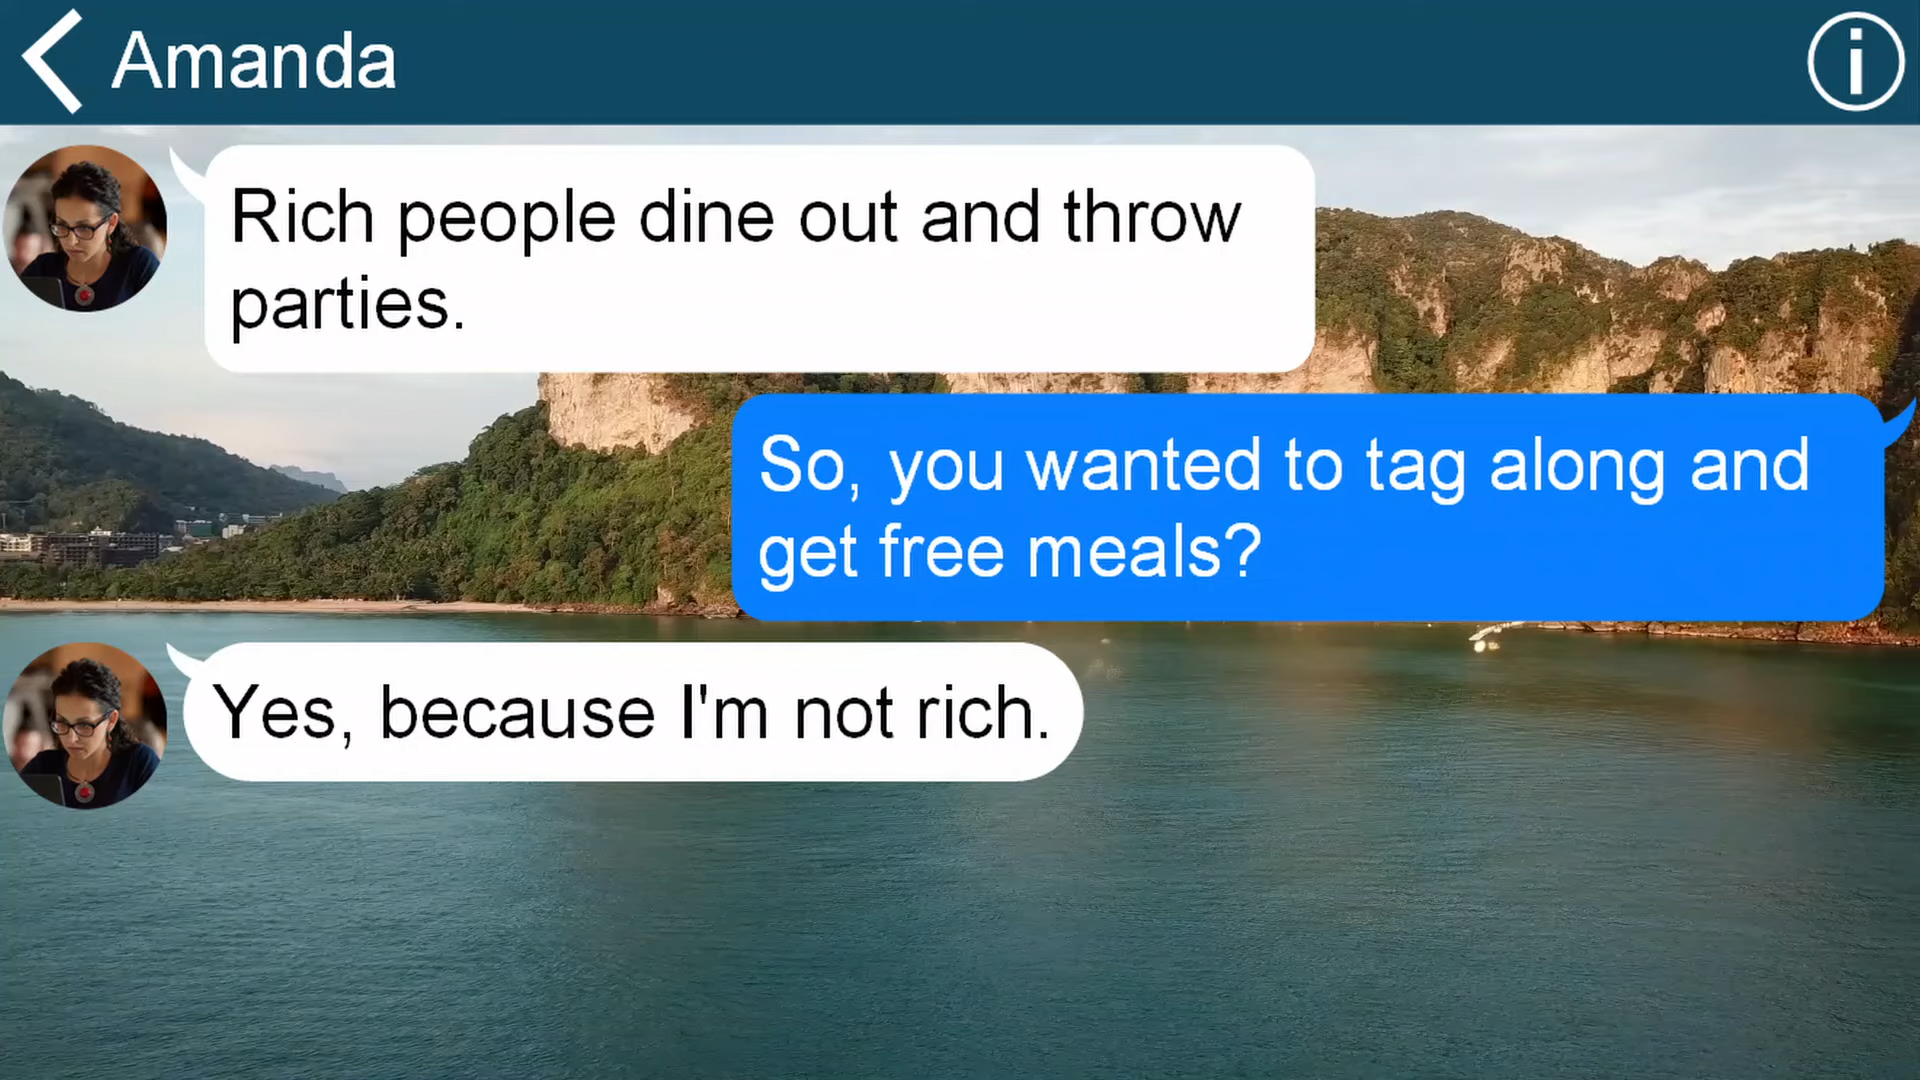 Amanda
Rich people dine out and throw
parties.
So, you wanted to tag along and
get free meals?
Yes, because I'm not rich.